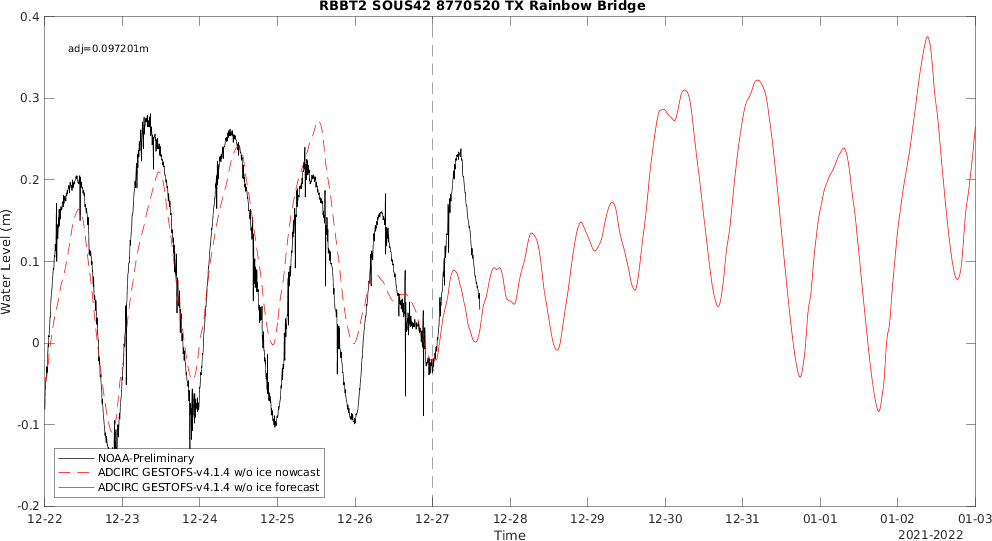 RBBT2 SOUS42 8770520 TX Rainbow Bridge
adj=0.097201m
0.4
0.3
0.2
0.1
0
-0.1
-0.2
Water Level (m)
NOAA-Preliminary
ADCIRC GESTOFS-v4.1.4 w/o ice nowcast
ADCIRC GESTOFS-v4.1.4 w/o ice forecast
12-22 12-23 12-24 12-25 12-26 12-27 12-28 12-29 12-30 12-31 01-01 01-02 01-03
Time
2021-2022